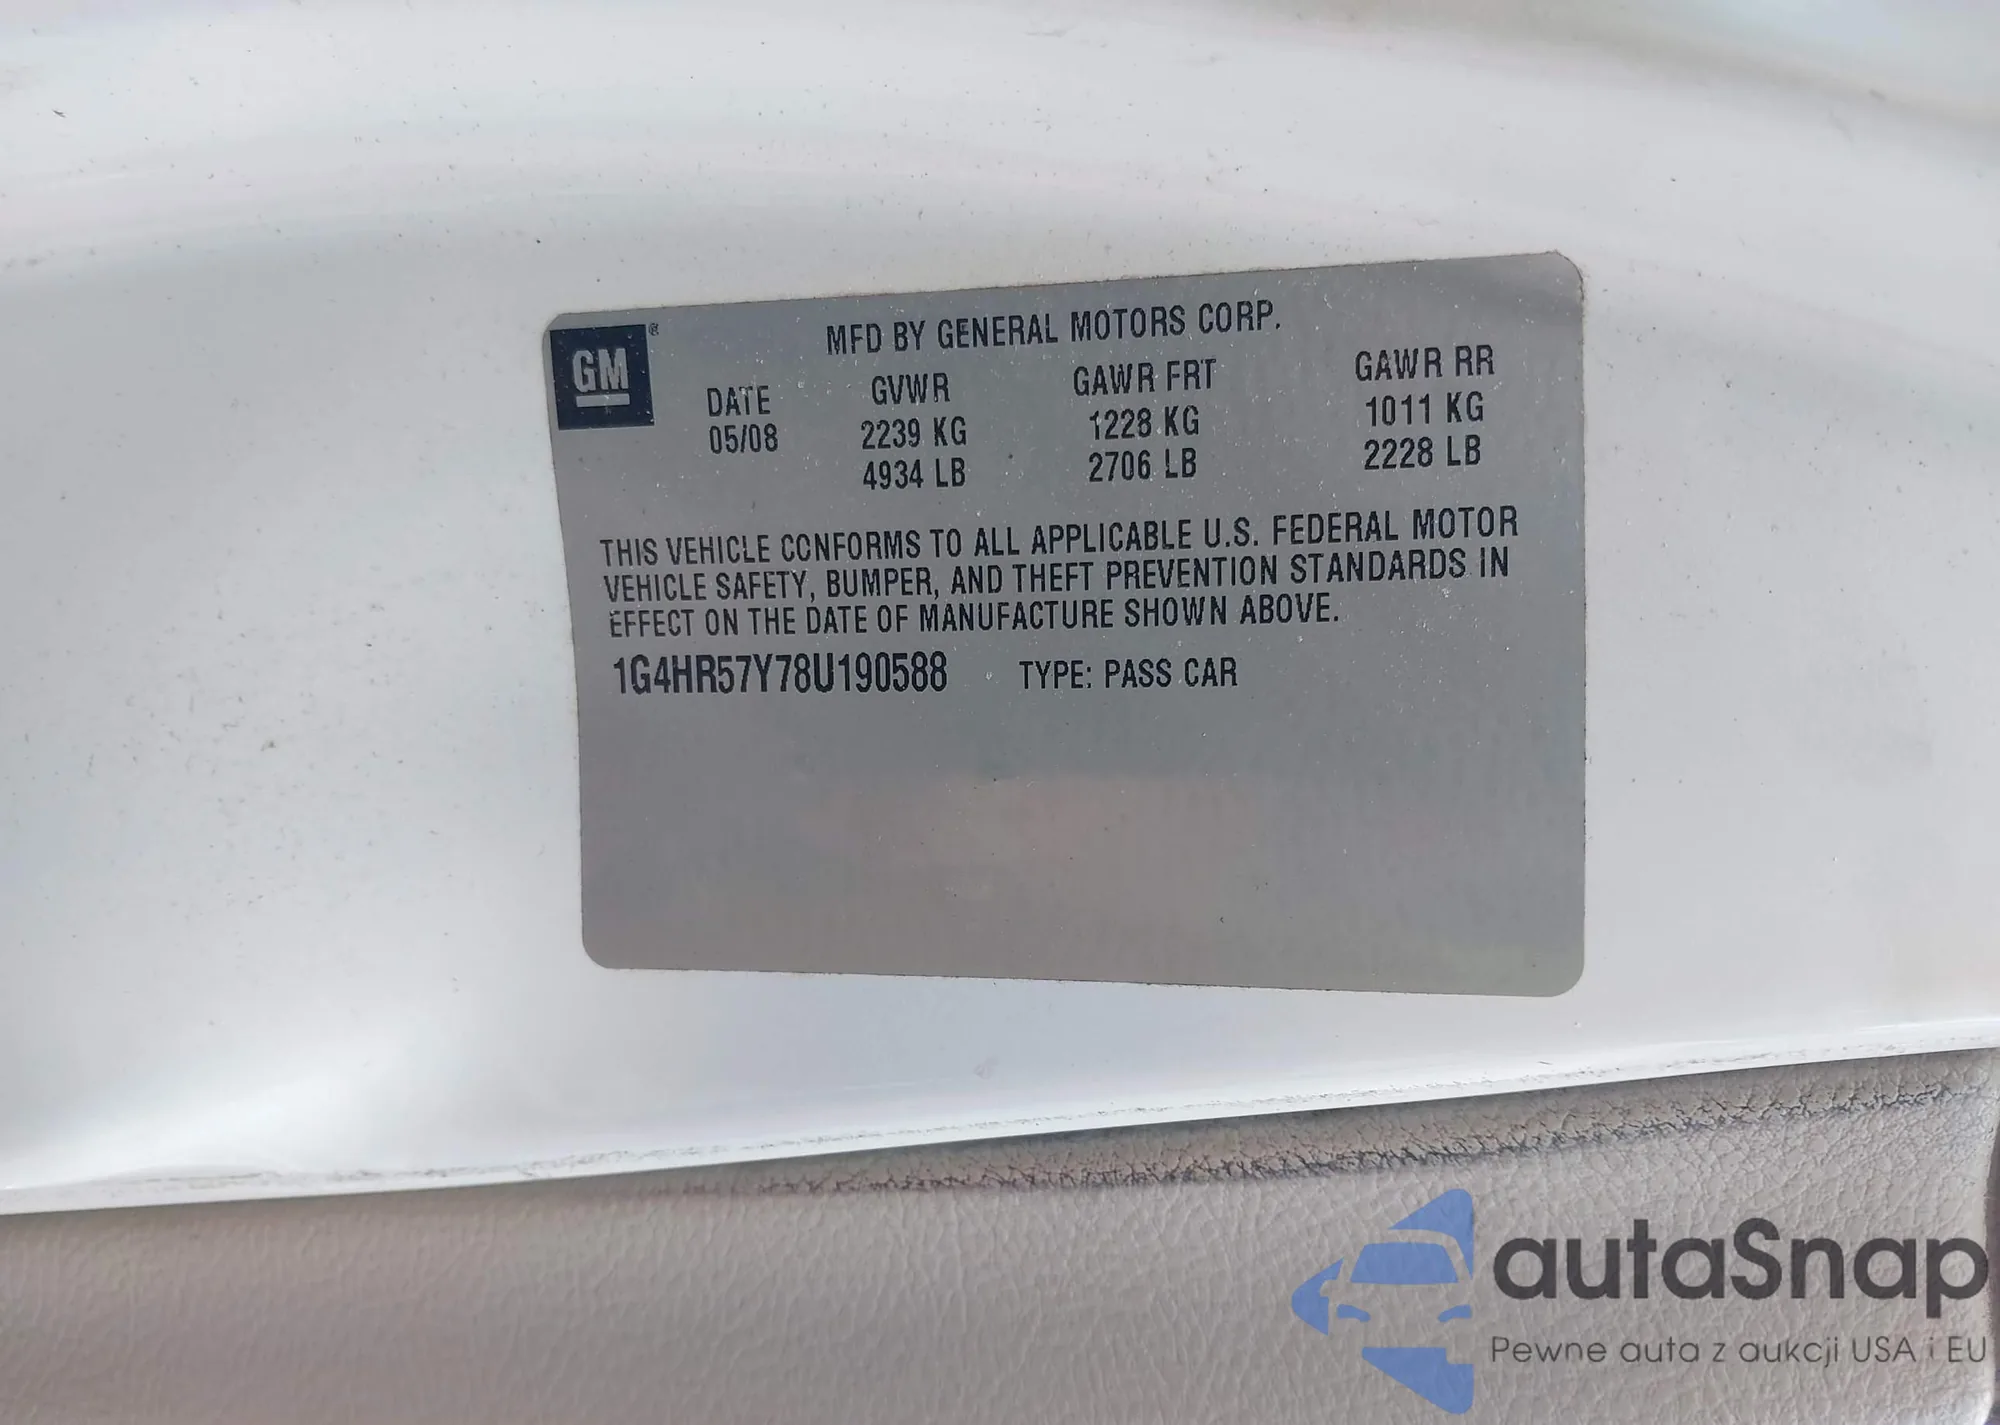 GM ®
MFD BY GENERAL MOTORS CORP.
DATE GVWR GAWR FRT GAWR RR
05/08 2239 KG 1228 KG 1011 KG
4934 LB 2706 LB 2228 LB
THIS VEHICLE CONFORMS TO ALL APPLICABLE U.S. FEDERAL MOTOR
VEHICLE SAFETY, BUMPER, AND THEFT PREVENTION STANDARDS IN
EFFECT ON THE DATE OF MANUFACTURE SHOWN ABOVE.
1G4HR57Y78U190588 TYPE: PASS CAR
autaSnap
Pewne auta z aukcji USA i EU